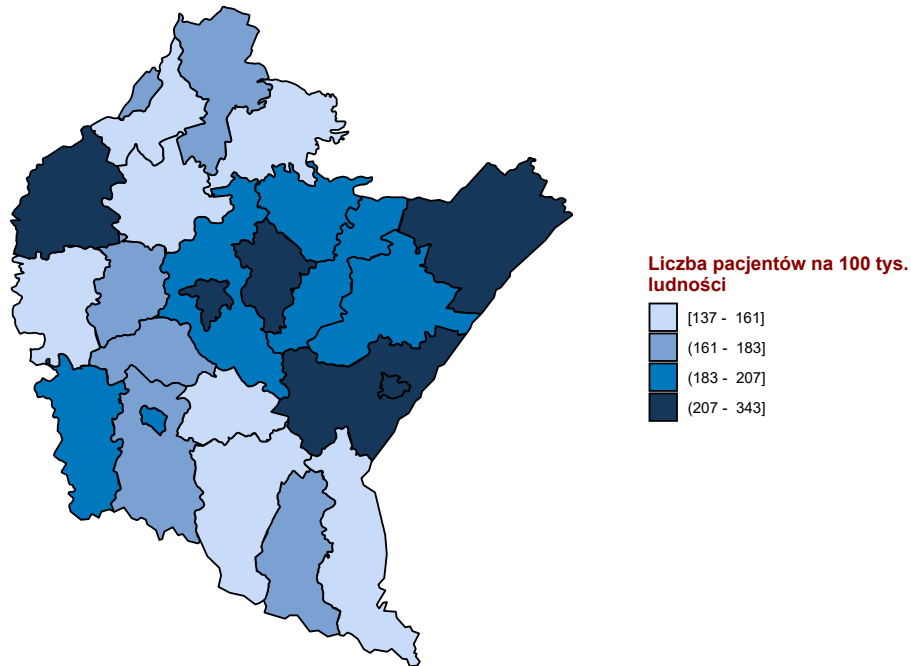 Liczba pacjentów na 100 tys.
ludności
[137 - 161]
(161 - 183]
(183 - 207]
(207 - 343]